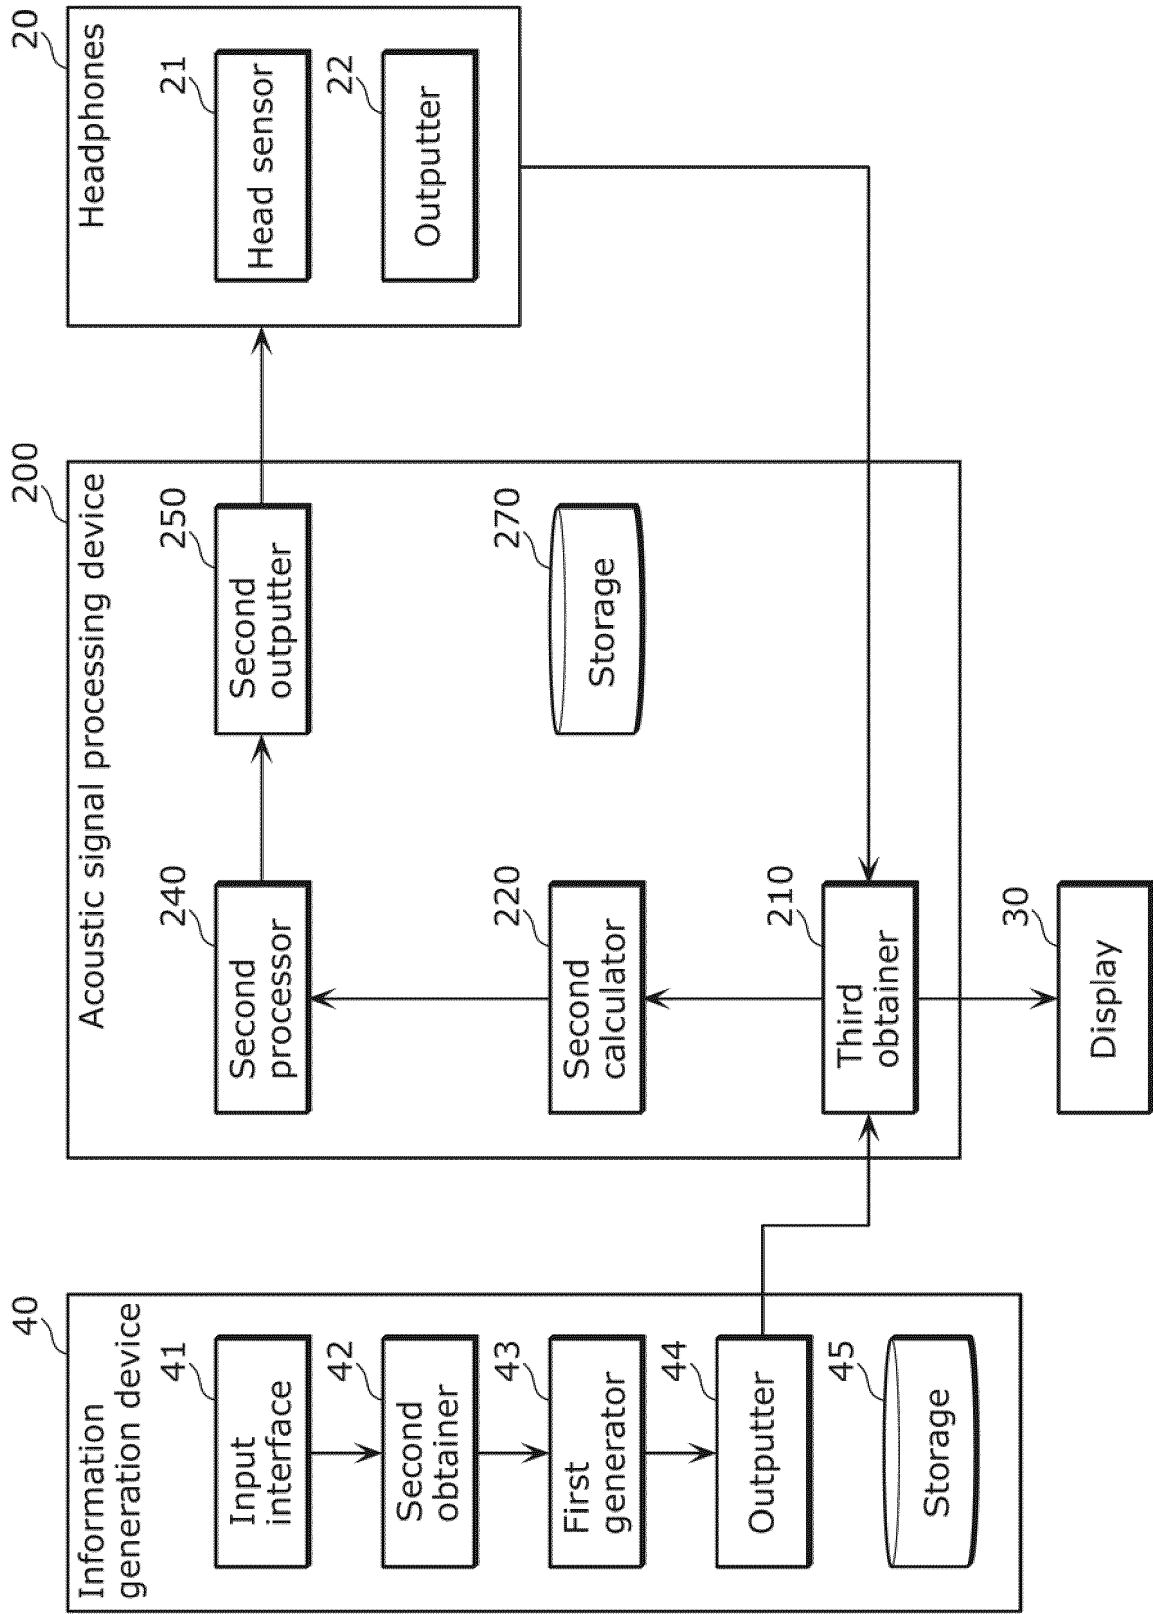 40
Information
generation device
41
Input
interface
42
Second
obtainer
43
First
generator
44
Outputter
45
Storage
200
Acoustic signal processing device
240
Second
processor
250
Second
outputter
220
Second
calculator
270
Storage
210
Third
obtainer
30
Display
20
Headphones
21
Head sensor
22
Outputter